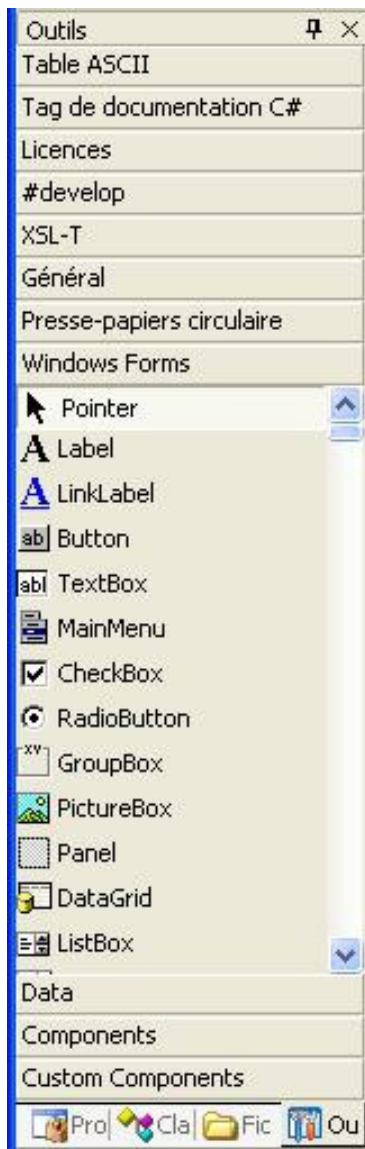 Outils
Table ASCII
Tag de documentation C#
Licences
#develop
XSL-T
Général
Presse-papiers circulaire
Windows Forms
Pointer
A Label
A LinkLabel
ab Button
abl TextBox
MainMenu
CheckBox
RadioButton
XV GroupBox
PictureBox
Panel
DataGrid
ListBox
Data
Components
Custom Components
Pro Cla Fic Ou